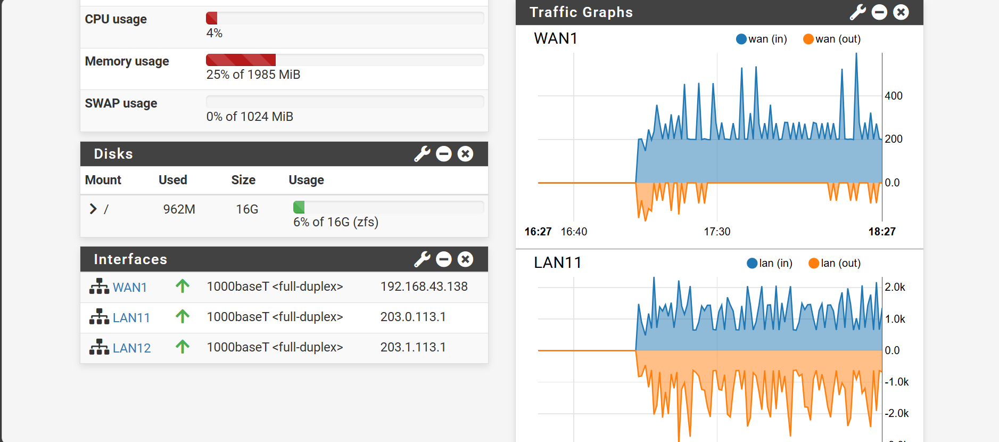 CPU usage
4%
Memory usage
25% of 1985 MiB
SWAP usage
0% of 1024 MiB
Disks
Mount Used Size Usage
/ 962M 16G
6% of 16G (zfs)
Interfaces
WAN1 1000baseT <full-duplex> 192.168.43.138
LAN11 1000baseT <full-duplex> 203.0.113.1
LAN12 1000baseT <full-duplex> 203.1.113.1
Traffic Graphs
WAN1 wan (in) wan (out)
400
200
0.0
16:27 16:40 17:30 18:27
LAN11 lan (in) lan (out)
2.0k
1.0k
0.0
-1.0k
-2.0k